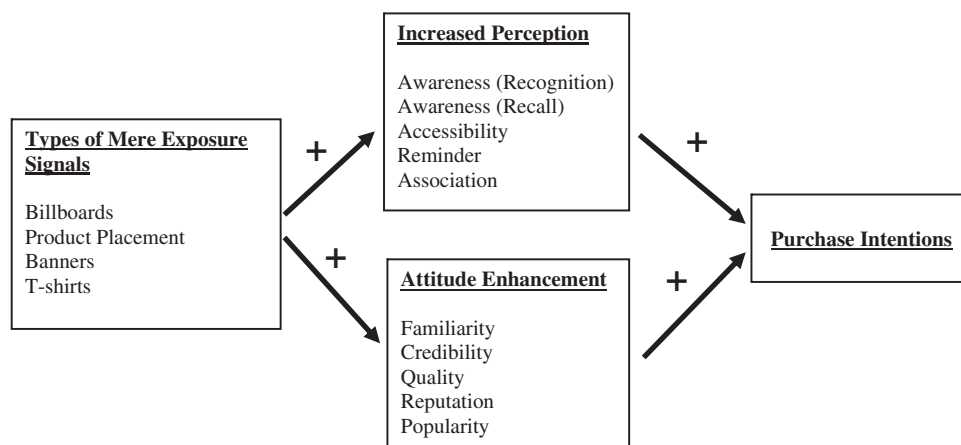 Types of Mere Exposure
Signals
Billboards
Product Placement
Banners
T-shirts
+
+
Increased Perception
Awareness (Recognition)
Awareness (Recall)
Accessibility
Reminder
Association
Attitude Enhancement
Familiarity
Credibility
Quality
Reputation
Popularity
+
+
Purchase Intentions